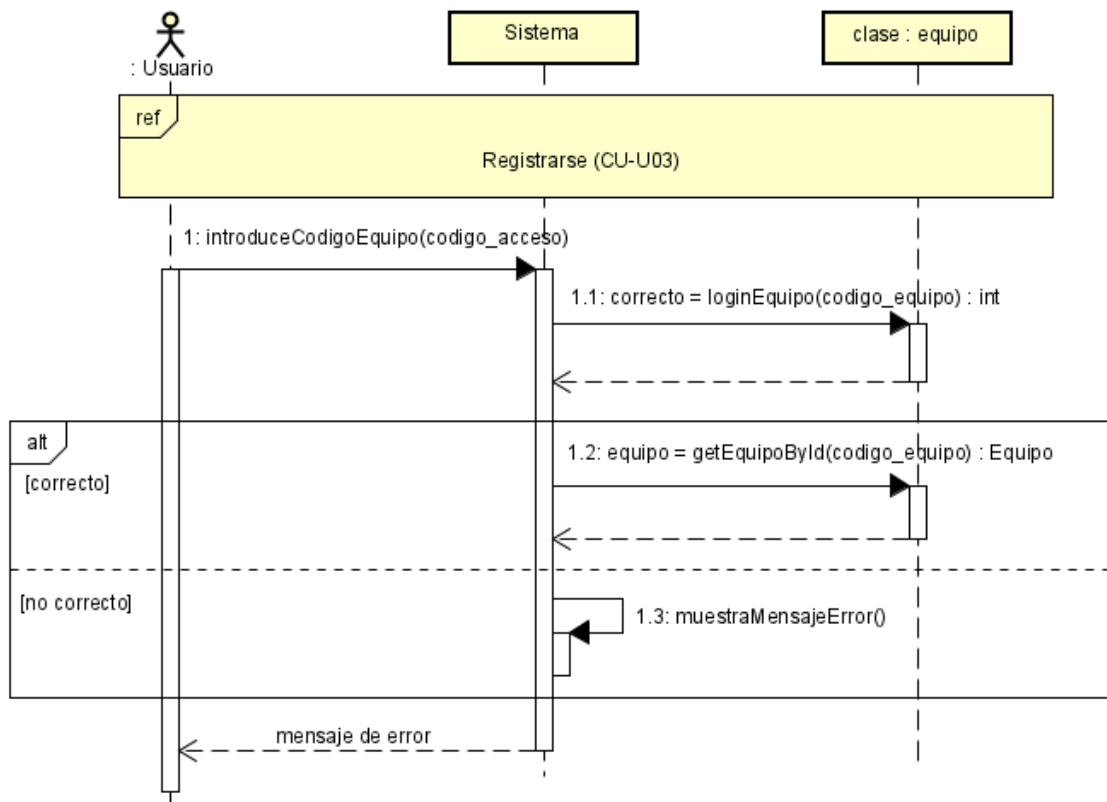 : Usuario
Sistema
clase : equipo
ref
Registrarse (CU-U03)
1: introduceCodigoEquipo(codigo_acceso)
1.1: correcto = loginEquipo(codigo_equipo) : int
alt
[correcto]
1.2: equipo = getEquipoById(codigo_equipo) : Equipo
[no correcto]
1.3: muestraMensajeError()
mensaje de error